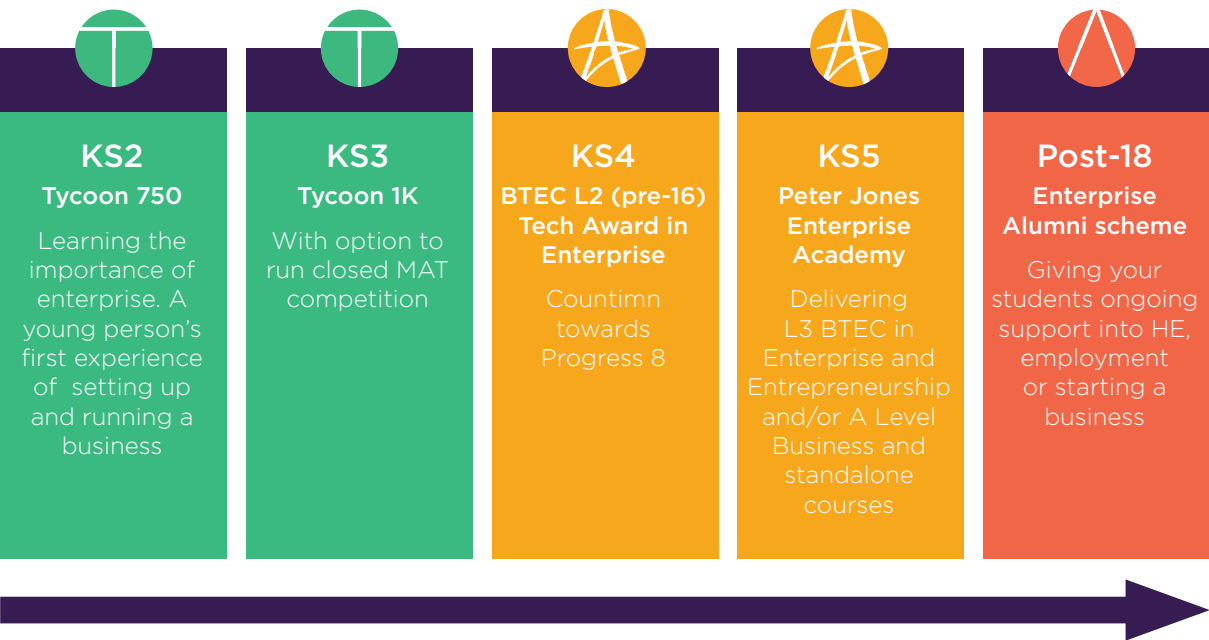 KS2
Tycoon 750
Learning the
importance of
enterprise. A
young person's
first experience
of setting up
and running a
business
KS3
Tycoon 1K
With option to
run closed MAT
competition
KS4
BTEC L2 (pre-16)
Tech Award in
Enterprise
Countimn
towards
Progress 8
KS5
Peter Jones
Enterprise
Academy
Delivering
L3 BTEC in
Enterprise and
Entrepreneurship
and/or A Level
Business and
standalone
courses
Post-18
Enterprise
Alumni scheme
Giving your
students ongoing
support into HE,
employment
or starting a
business